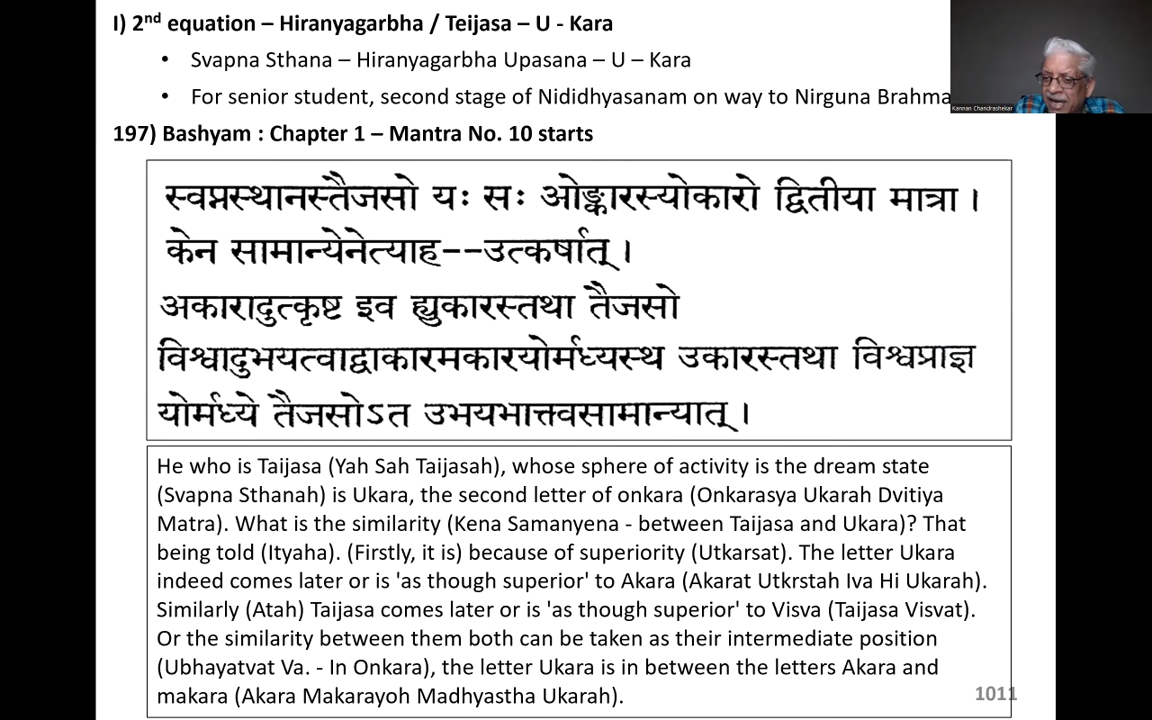 I) 2nd equation – Hiranyagarbha / Teijasa – U - Kara
• Svapna Sthana – Hiranyagarbha Upasana – U – Kara
• For senior student, second stage of Nididhyasanam on way to Nirguna Brahma
Kannan Chandrashekar
197) Bashyam : Chapter 1 – Mantra No. 10 starts
स्वप्नस्थानस्तैजसो यः सः ओङ्कारस्योकारो द्वितीया मात्रा ।
केन सामान्येनेत्याह--उत्कर्षात् ।
अकारादुत्कृष्ट इव ह्युकारस्तथा तैजसो
विश्वादुभयत्वाद्वाकारमकारयोर्मध्यस्थ उकारस्तथा विश्वप्राज्ञ
योर्मध्ये तैजसोऽत उभयभाक्त्वसामान्यात् ।
He who is Taijasa (Yah Sah Taijasah), whose sphere of activity is the dream state
(Svapna Sthanah) is Ukara, the second letter of onkara (Onkarasya Ukarah Dvitiya
Matra). What is the similarity (Kena Samanyena - between Taijasa and Ukara)? That
being told (Ityaha). (Firstly, it is) because of superiority (Utkarsat). The letter Ukara
indeed comes later or is 'as though superior' to Akara (Akarat Utkrstah Iva Hi Ukarah).
Similarly (Atah) Taijasa comes later or is 'as though superior' to Visva (Taijasa Visvat).
Or the similarity between them both can be taken as their intermediate position
(Ubhayatvat Va. - In Onkara), the letter Ukara is in between the letters Akara and
makara (Akara Makarayoh Madhyastha Ukarah).
1011